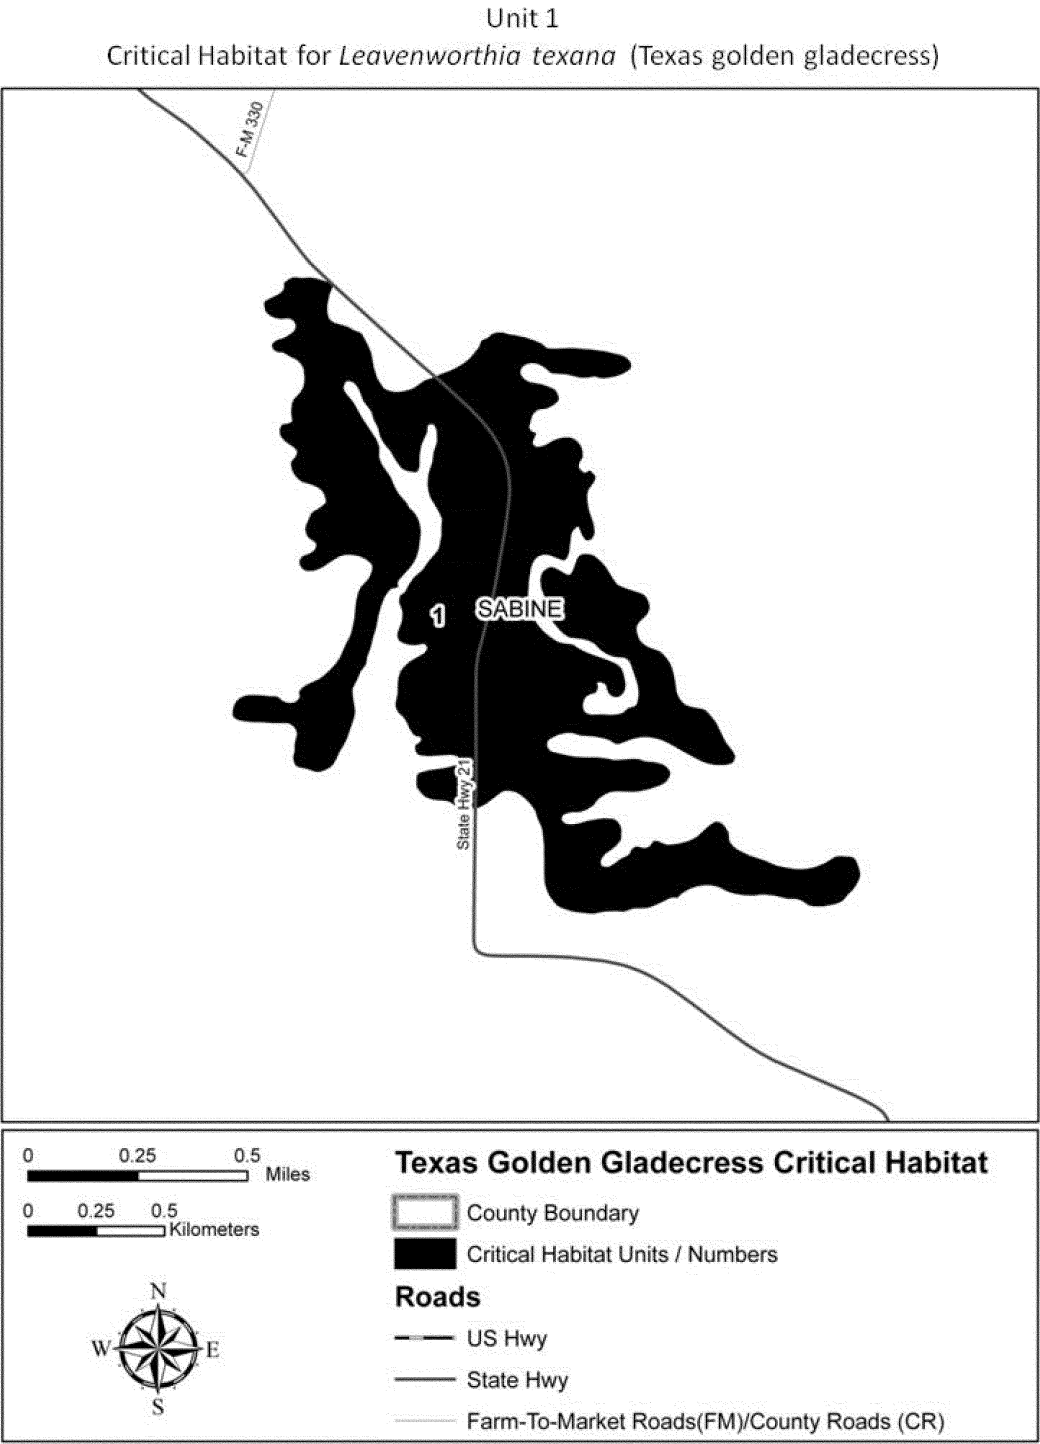 Unit 1
Critical Habitat for Leavenworthia texana (Texas golden gladecress)
F-M 330
1
SABINE
State Hwy 21
0 0.25 0.5
Miles
0 0.25 0.5
Kilometers
N
W E
S
Texas Golden Gladecress Critical Habitat
County Boundary
Critical Habitat Units / Numbers
Roads
US Hwy
State Hwy
Farm-To-Market Roads(FM)/County Roads (CR)